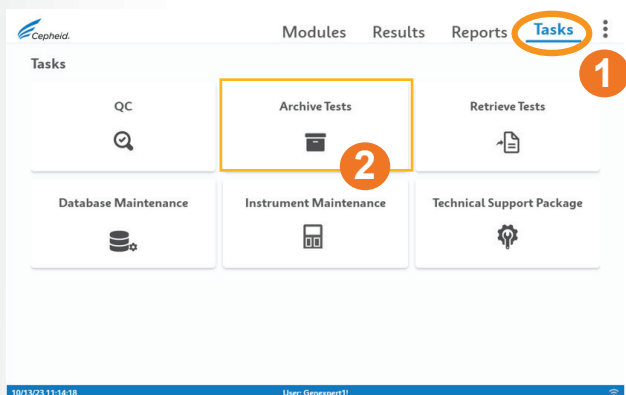 Cepheid.
Modules Results Reports Tasks
1
Tasks
QC Archive Tests Retrieve Tests
2
Database Maintenance Instrument Maintenance Technical Support Package
10/13/23 11:14:18 User: Genexpert1!